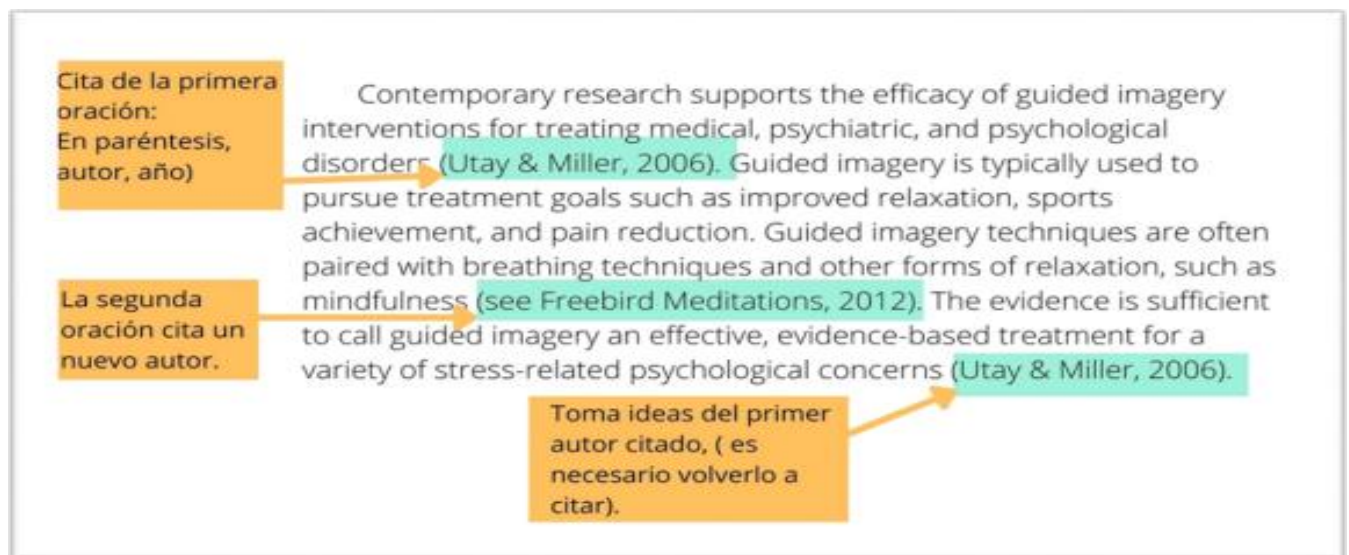 Cita de la primera
oración:
En paréntesis,
autor, año)
Contemporary research supports the efficacy of guided imagery
interventions for treating medical, psychiatric, and psychological
disorders (Utay & Miller, 2006). Guided imagery is typically used to
pursue treatment goals such as improved relaxation, sports
achievement, and pain reduction. Guided imagery techniques are often
paired with breathing techniques and other forms of relaxation, such as
mindfulness (see Freebird Meditations, 2012). The evidence is sufficient
to call guided imagery an effective, evidence-based treatment for a
variety of stress-related psychological concerns (Utay & Miller, 2006).
La segunda
oración cita un
nuevo autor.
Toma ideas del primer
autor citado, ( es
necesario volverlo a
citar).